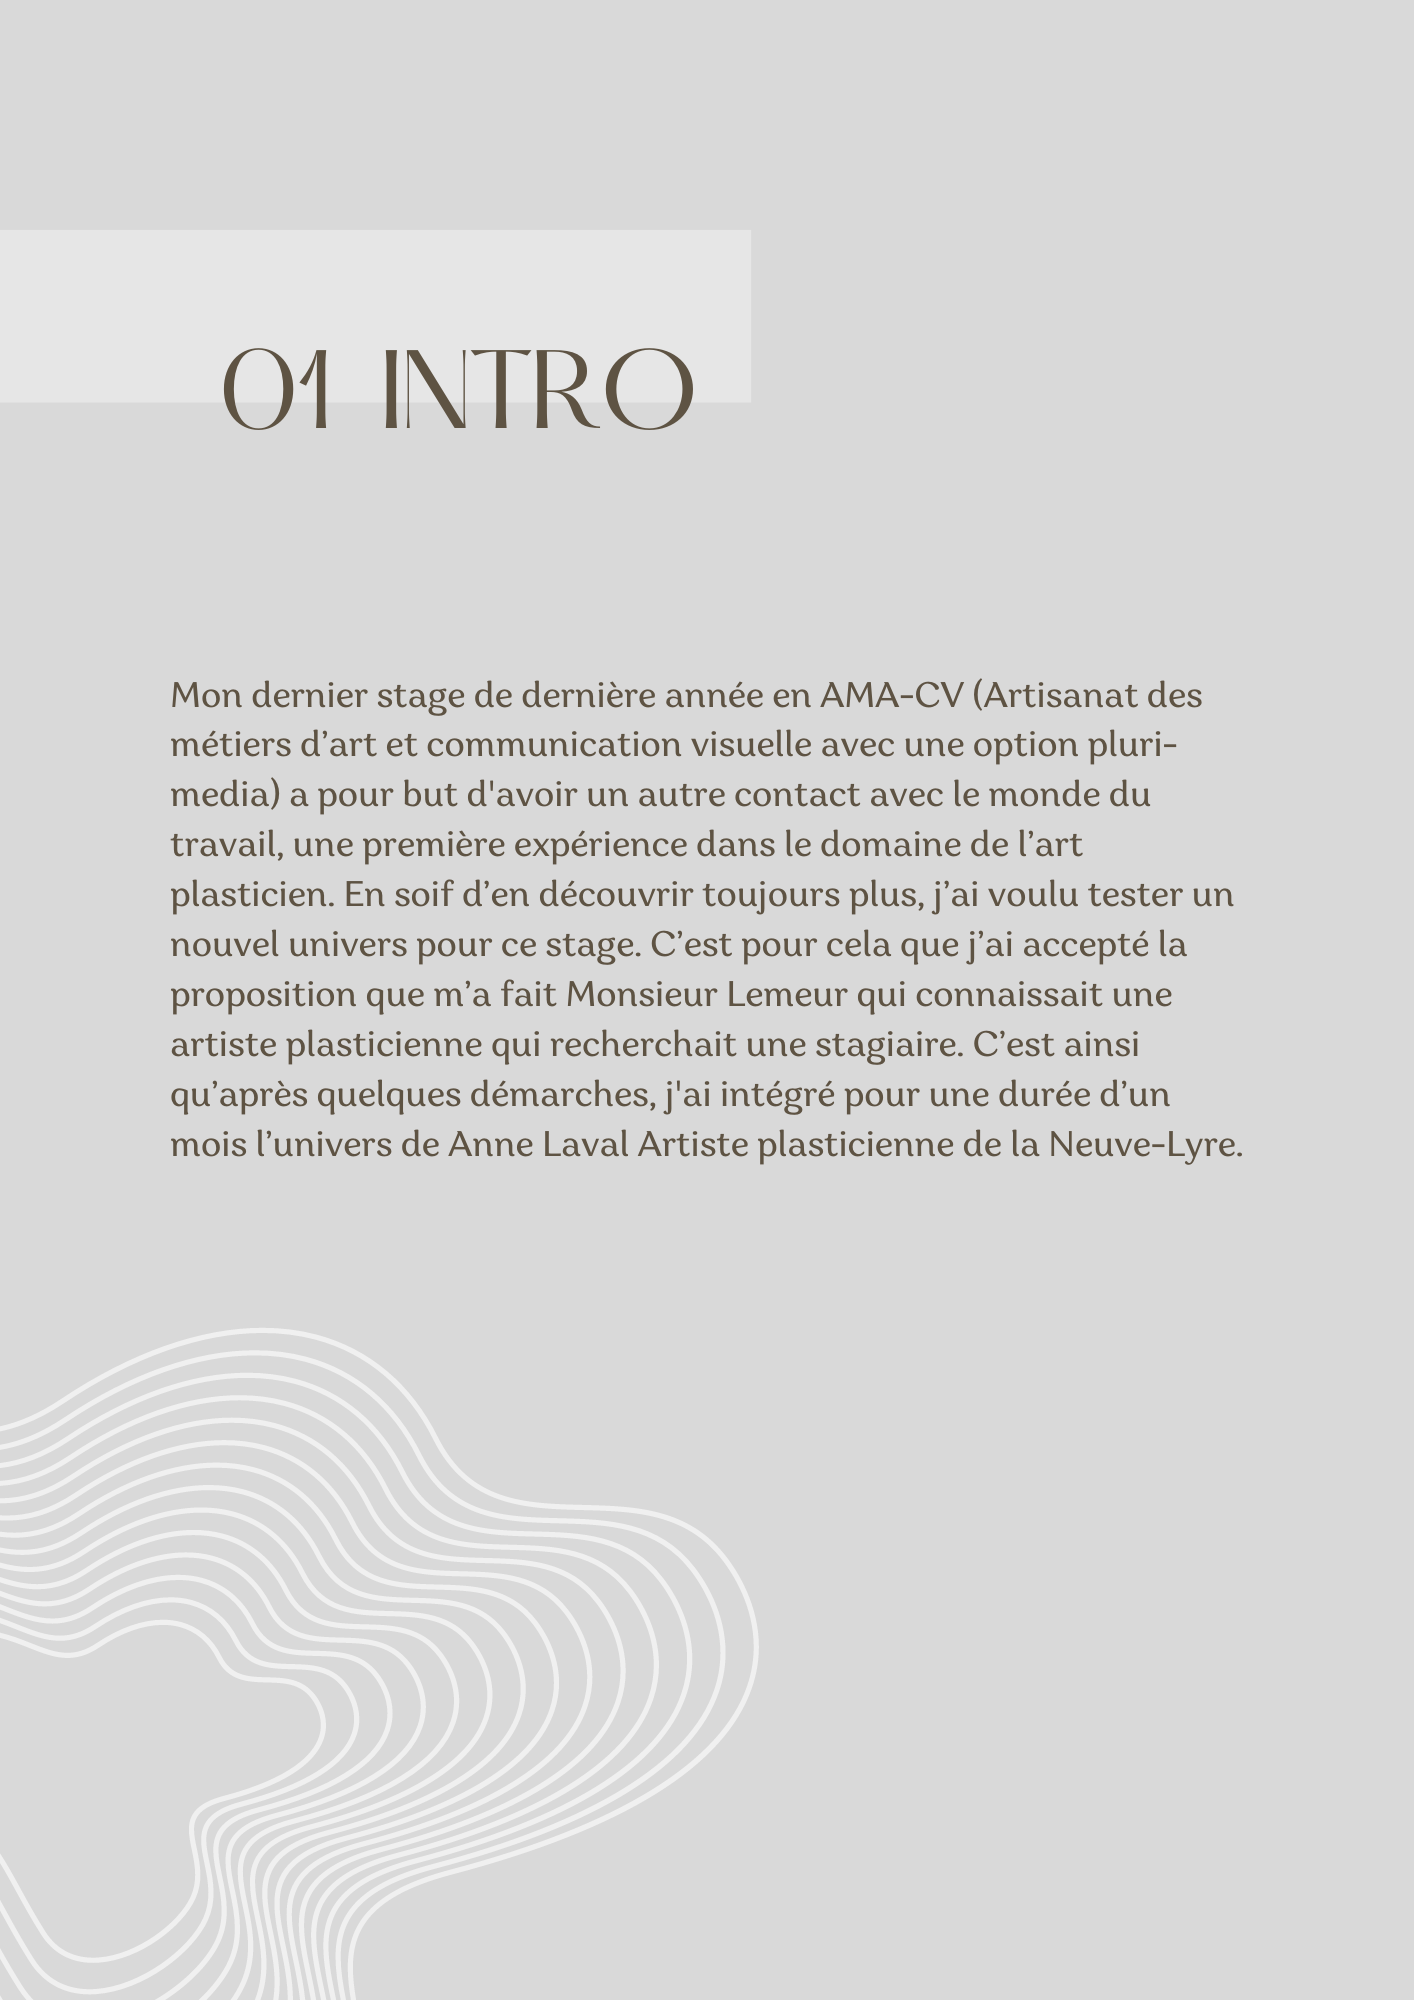 01 INTRO
Mon dernier stage de dernière année en AMA-CV (Artisanat des
métiers d’art et communication visuelle avec une option pluri-
media) a pour but d'avoir un autre contact avec le monde du
travail, une première expérience dans le domaine de l’art
plasticien. En soif d’en découvrir toujours plus, j’ai voulu tester un
nouvel univers pour ce stage. C’est pour cela que j’ai accepté la
proposition que m’a fait Monsieur Lemeur qui connaissait une
artiste plasticienne qui recherchait une stagiaire. C’est ainsi
qu’après quelques démarches, j'ai intégré pour une durée d’un
mois l’univers de Anne Laval Artiste plasticienne de la Neuve-Lyre.